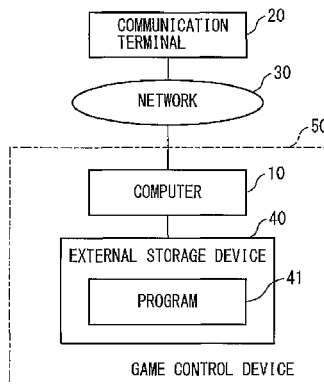 20
COMMUNICATION
TERMINAL
30
NETWORK
50
10
COMPUTER
40
EXTERNAL STORAGE DEVICE
41
PROGRAM
GAME CONTROL DEVICE